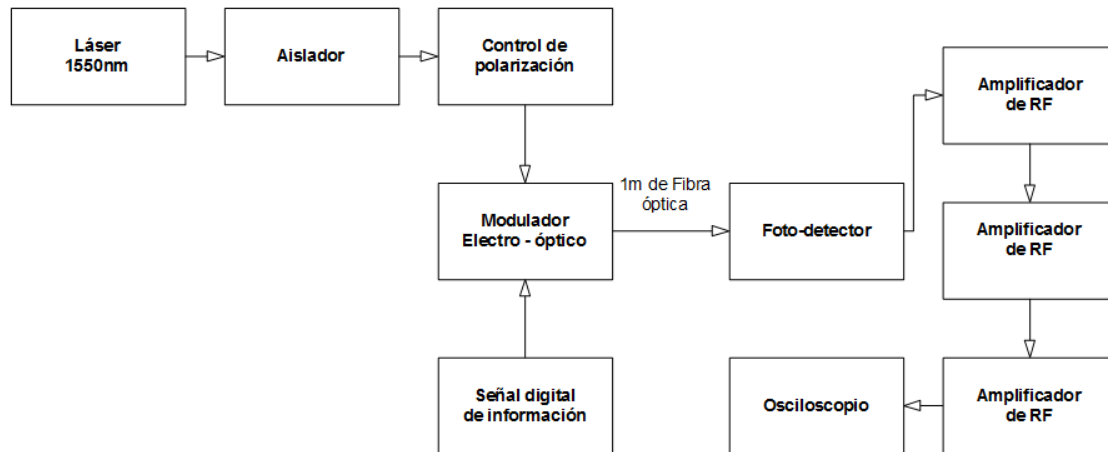 Láser
1550nm
Aislador
Control de
polarización
Amplificador
de RF
1m de Fibra
óptica
Modulador
Electro - óptico
Foto-detector
Amplificador
de RF
Señal digital
de información
Osciloscopio
Amplificador
de RF